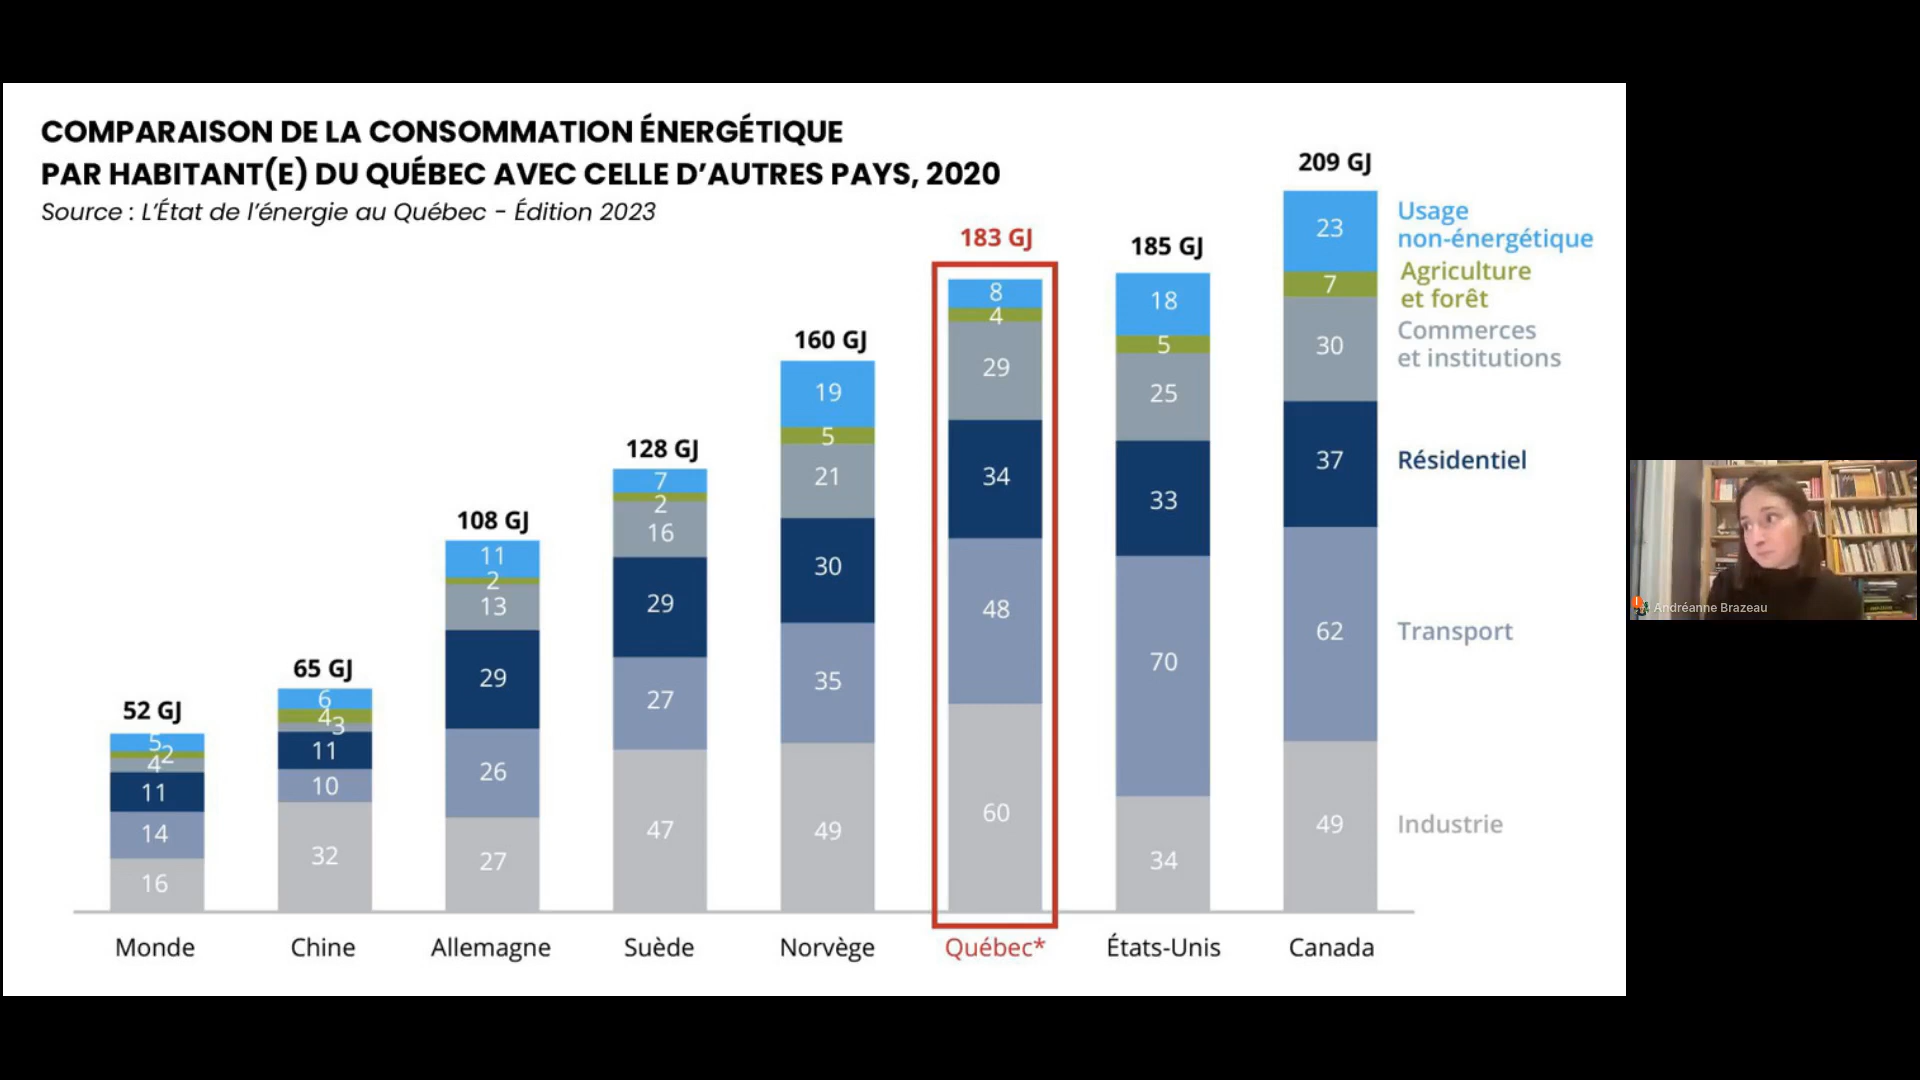 COMPARAISON DE LA CONSOMMATION ÉNERGÉTIQUE
PAR HABITANT(E) DU QUÉBEC AVEC CELLE D'AUTRES PAYS, 2020
Source : L'État de l'énergie au Québec - Édition 2023
52 GJ
5
2
4
11
14
16
Monde
65 GJ
6
4
3
11
10
32
Chine
108 GJ
11
2
13
29
26
27
Allemagne
128 GJ
7
2
16
29
27
47
Suède
160 GJ
19
5
21
30
35
49
Norvège
183 GJ
8
4
29
34
48
60
Québec*
185 GJ
18
5
25
33
70
34
États-Unis
209 GJ
23
7
30
37
62
49
Canada
Usage
non-énergétique
Agriculture
et forêt
Commerces
et institutions
Résidentiel
Transport
Industrie
Andréanne Brazeau